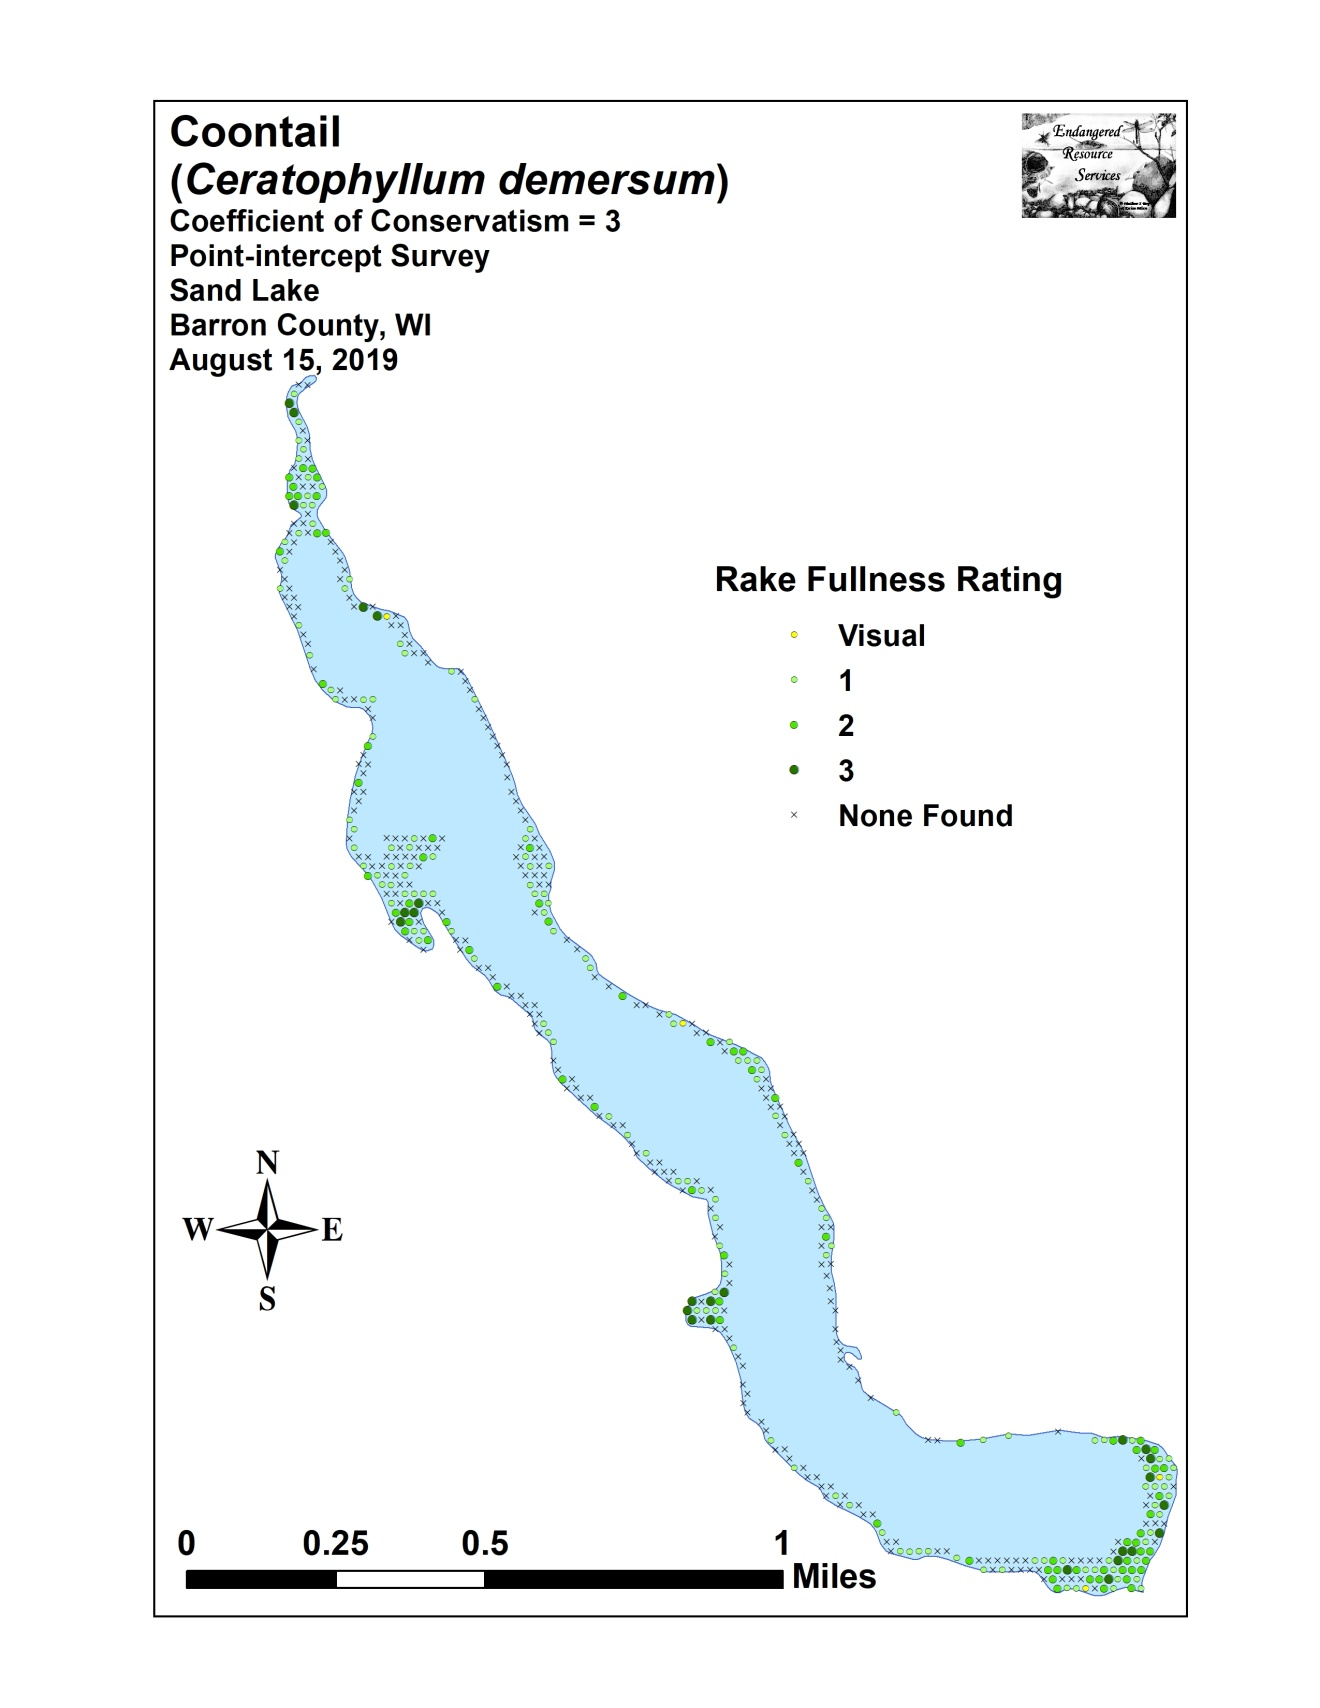 Coontail
(Ceratophyllum demersum)
Coefficient of Conservatism = 3
Point-intercept Survey
Sand Lake
Barron County, WI
August 15, 2019
Endangered
Resource
Services
Rake Fullness Rating
Visual
1
2
3
None Found
N
W E
S
0 0.25 0.5 1
Miles